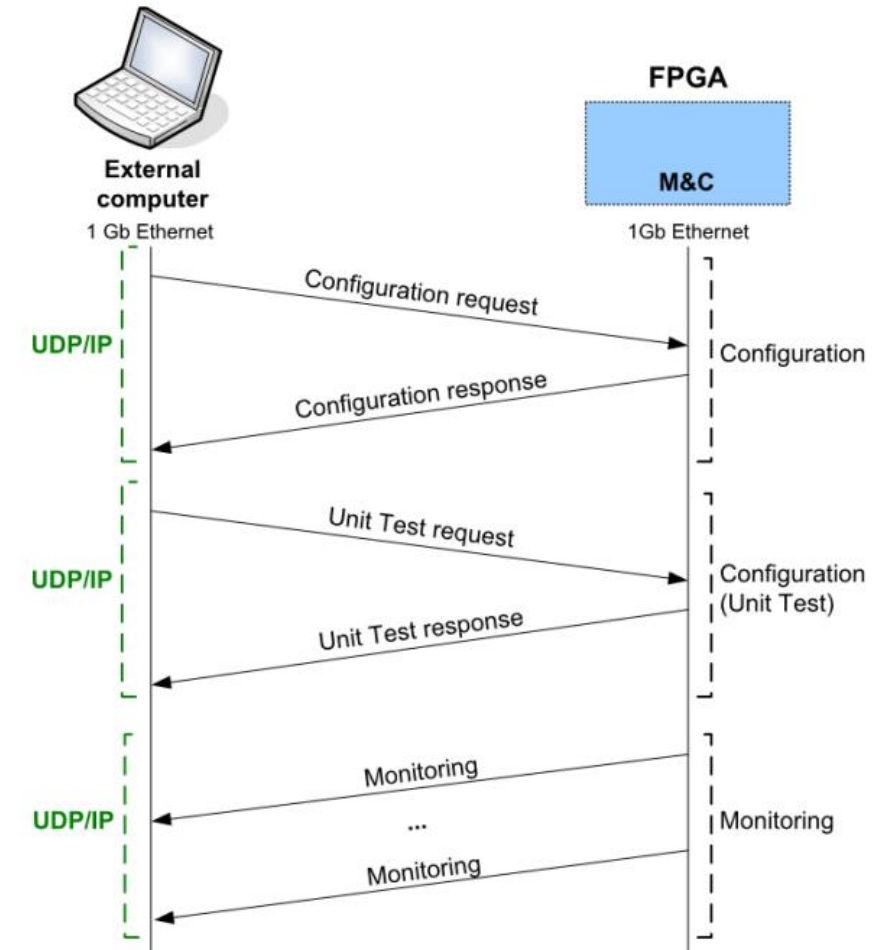 FPGA
M&C
External
computer
1 Gb Ethernet
1Gb Ethernet
Configuration request
UDP/IP
Configuration
Configuration response
Unit Test request
UDP/IP
Configuration
(Unit Test)
Unit Test response
Monitoring
...
UDP/IP
Monitoring
Monitoring